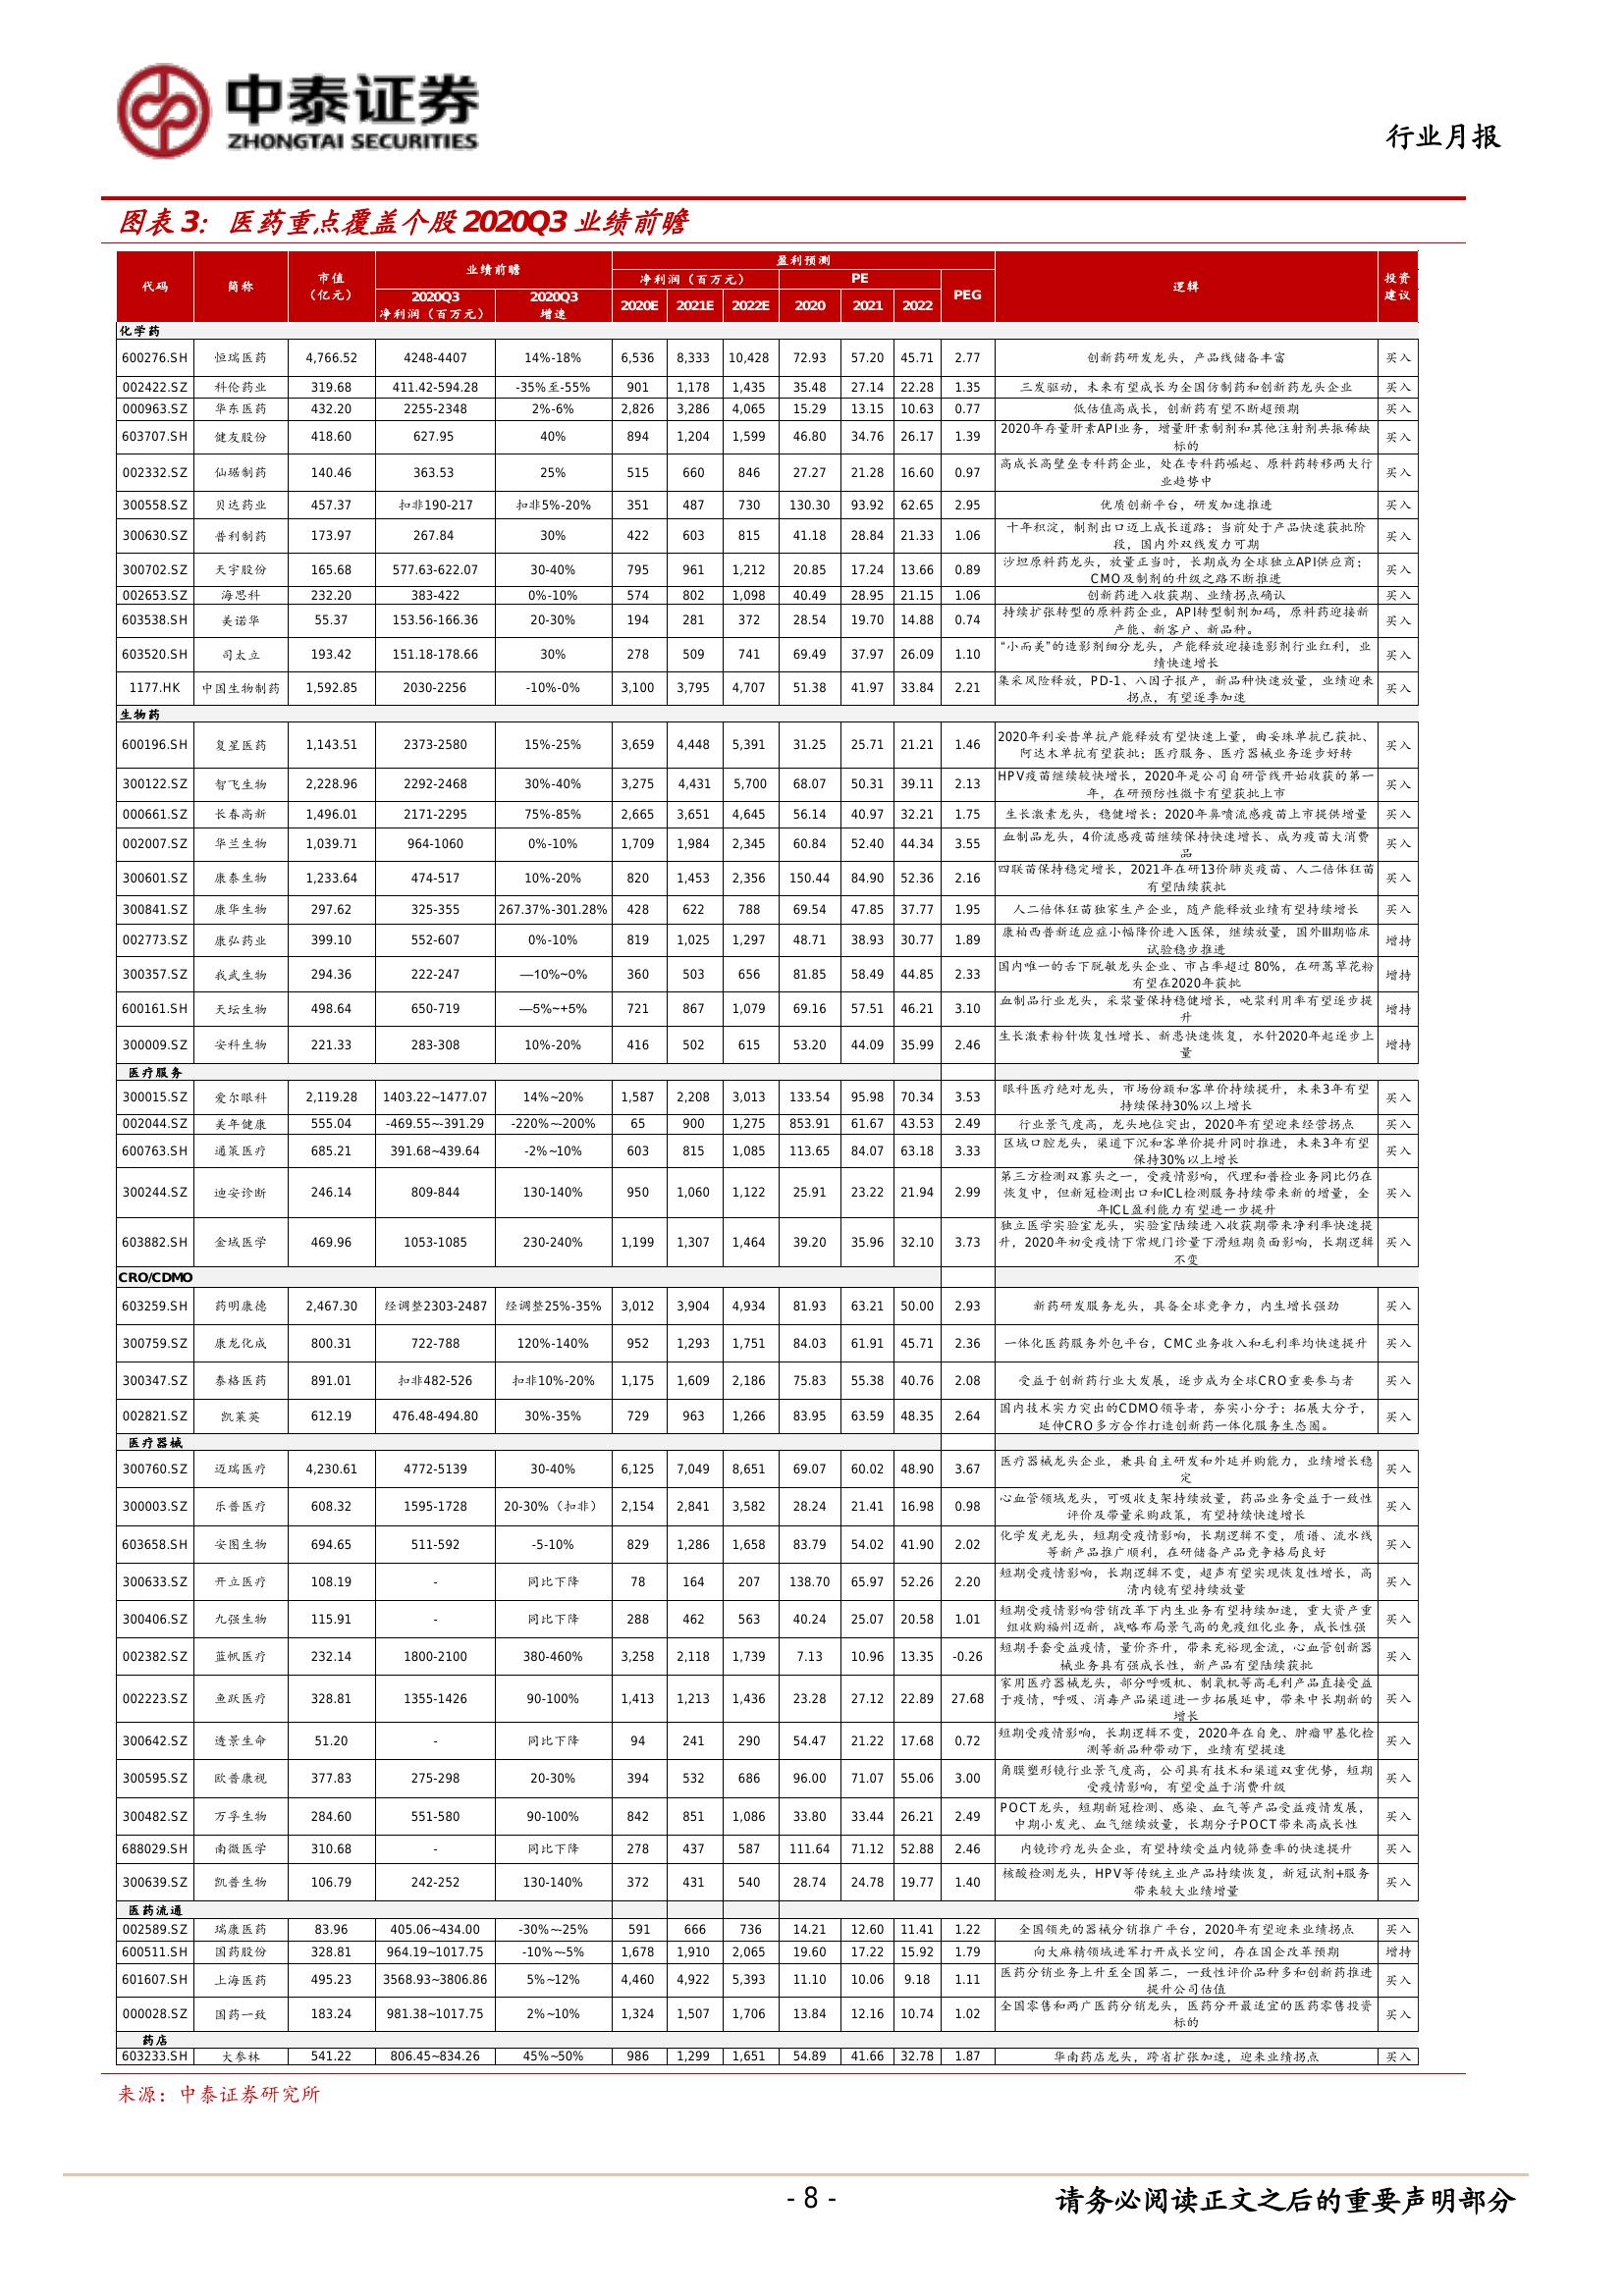 中泰证券
ZHONGTAI SECURITIES
行业月报
图表 3：医药重点覆盖个股 2020Q3 业绩前瞻
代码 简称 市值（亿元） 业绩前瞻 盈利预测 逻辑 投资建议
净利润（百万元） PE PEG
2020Q3 净利润（百万元） 2020Q3 增速 2020E 2021E 2022E 2020 2021 2022
化学药
600276.SH 恒瑞医药 4,766.52 4248-4407 14%-18% 6,536 8,333 10,428 72.93 57.20 45.71 2.77 创新药研发龙头，产品线储备丰富 买入
002422.SZ 科伦药业 319.68 411.42-594.28 -35%至-55% 901 1,178 1,435 35.48 27.14 22.28 1.35 三发驱动，未来有望成长为全国仿制药和创新药龙头企业 买入
000963.SZ 华东医药 432.20 2255-2348 2%-6% 2,826 3,286 4,065 15.29 13.15 10.63 0.77 低估值高成长，创新药有望不断超预期 买入
603707.SH 健友股份 418.60 627.95 40% 894 1,204 1,599 46.80 34.76 26.17 1.39 2020年存量肝素API业务，增量肝素制剂和其他注射剂共振稀缺标的 买入
002332.SZ 仙琚制药 140.46 363.53 25% 515 660 846 27.27 21.28 16.60 0.97 高成长高壁垒专科药企业，处在专科药崛起、原料药转移两大行业趋势中 买入
300558.SZ 贝达药业 457.37 扣非190-217 扣非5%-20% 351 487 730 130.30 93.92 62.65 2.95 优质创新平台，研发加速推进 买入
300630.SZ 普利制药 173.97 267.84 30% 422 603 815 41.18 28.84 21.33 1.06 十年积淀，制剂出口迈上成长道路；当前处于产品快速获批阶段，国内外双线发力可期 买入
300702.SZ 天宇股份 165.68 577.63-622.07 30-40% 795 961 1,212 20.85 17.24 13.66 0.89 沙坦原料药龙头，放量正当时，长期成为全球独立API供应商；CMO及制剂的升级之路不断推进 买入
002653.SZ 海思科 232.20 383-422 0%-10% 574 802 1,098 40.49 28.95 21.15 1.06 创新药进入收获期、业绩拐点确认 买入
603538.SH 美诺华 55.37 153.56-166.36 20-30% 194 281 372 28.54 19.70 14.88 0.74 持续扩张转型的原料药企业，API转型制剂加码，原料药迎接新产能、新客户、新品种。 买入
603520.SH 司太立 193.42 151.18-178.66 30% 278 509 741 69.49 37.97 26.09 1.10 “小而美”的造影剂细分龙头，产能释放迎接造影剂行业红利，业绩快速增长 买入
1177.HK 中国生物制药 1,592.85 2030-2256 -10%-0% 3,100 3,795 4,707 51.38 41.97 33.84 2.21 集采风险释放，PD-1、八因子报产，新品种快速放量，业绩迎来拐点，有望逐季加速 买入
生物药
600196.SH 复星医药 1,143.51 2373-2580 15%-25% 3,659 4,448 5,391 31.25 25.71 21.21 1.46 2020年利妥昔单抗产能释放有望快速上量，曲妥珠单抗已获批、阿达木单抗有望获批；医疗服务、医疗器械业务逐步好转 买入
300122.SZ 智飞生物 2,228.96 2292-2468 30%-40% 3,275 4,431 5,700 68.07 50.31 39.11 2.13 HPV疫苗继续较快增长，2020年是公司自研管线开始收获的第一年，在研预防性微卡有望获批上市 买入
000661.SZ 长春高新 1,496.01 2171-2295 75%-85% 2,665 3,651 4,645 56.14 40.97 32.21 1.75 生长激素龙头，稳健增长；2020年鼻喷流感疫苗上市提供增量 买入
002007.SZ 华兰生物 1,039.71 964-1060 0%-10% 1,709 1,984 2,345 60.84 52.40 44.34 3.55 血制品龙头，4价流感疫苗继续保持快速增长、成为疫苗大消费品 买入
300601.SZ 康泰生物 1,233.64 474-517 10%-20% 820 1,453 2,356 150.44 84.90 52.36 2.16 四联苗保持稳定增长，2021年在研13价肺炎疫苗、人二倍体狂苗有望陆续获批 买入
300841.SZ 康华生物 297.62 325-355 267.37%-301.28% 428 622 788 69.54 47.85 37.77 1.95 人二倍体狂苗独家生产企业，随产能释放业绩有望持续增长 买入
002773.SZ 康弘药业 399.10 552-607 0%-10% 819 1,025 1,297 48.71 38.93 30.77 1.89 康柏西普新适应症小幅降价进入医保，继续放量，国外III期临床试验稳步推进 增持
300357.SZ 我武生物 294.36 222-247 —10%~0% 360 503 656 81.85 58.49 44.85 2.33 国内唯一的舌下脱敏龙头企业、市占率超过 80%，在研蒿草花粉有望在2020年获批 增持
600161.SH 天坛生物 498.64 650-719 —5%~+5% 721 867 1,079 69.16 57.51 46.21 3.10 血制品行业龙头，采浆量保持稳健增长，吨浆利用率有望逐步提升 增持
300009.SZ 安科生物 221.33 283-308 10%-20% 416 502 615 53.20 44.09 35.99 2.46 生长激素粉针恢复性增长、新患快速恢复，水针2020年起逐步上量 增持
医疗服务
300015.SZ 爱尔眼科 2,119.28 1403.22~1477.07 14%~20% 1,587 2,208 3,013 133.54 95.98 70.34 3.53 眼科医疗绝对龙头，市场份额和客单价持续提升，未来3年有望持续保持30%以上增长 买入
002044.SZ 美年健康 555.04 -469.55~-391.29 -220%~-200% 65 900 1,275 853.91 61.67 43.53 2.49 行业景气度高，龙头地位突出，2020年有望迎来经营拐点 买入
600763.SH 通策医疗 685.21 391.68~439.64 -2%~10% 603 815 1,085 113.65 84.07 63.18 3.33 区域口腔龙头，渠道下沉和客单价提升同时推进，未来3年有望保持30%以上增长 买入
300244.SZ 迪安诊断 246.14 809-844 130-140% 950 1,060 1,122 25.91 23.22 21.94 2.99 第三方检测双寡头之一，受疫情影响，代理和普检业务同比仍在恢复中，但新冠检测出口和ICL检测服务持续带来新的增量，全年ICL盈利能力有望进一步提升 买入
603882.SH 金域医学 469.96 1053-1085 230-240% 1,199 1,307 1,464 39.20 35.96 32.10 3.73 独立医学实验室龙头，实验室陆续进入收获期带来净利率快速提升，2020年初受疫情下常规门诊量下滑短期负面影响，长期逻辑不变 买入
CRO/CDMO
603259.SH 药明康德 2,467.30 经调整2303-2487 经调整25%-35% 3,012 3,904 4,934 81.93 63.21 50.00 2.93 新药研发服务龙头，具备全球竞争力，内生增长强劲 买入
300759.SZ 康龙化成 800.31 722-788 120%-140% 952 1,293 1,751 84.03 61.91 45.71 2.36 一体化医药服务外包平台，CMC业务收入和毛利率均快速提升 买入
300347.SZ 泰格医药 891.01 扣非482-526 扣非10%-20% 1,175 1,609 2,186 75.83 55.38 40.76 2.08 受益于创新药行业大发展，逐步成为全球CRO重要参与者 买入
002821.SZ 凯莱英 612.19 476.48-494.80 30%-35% 729 963 1,266 83.95 63.59 48.35 2.64 国内技术实力突出的CDMO领导者，夯实小分子；拓展大分子，延伸CRO多方合作打造创新药一体化服务生态圈。 买入
医疗器械
300760.SZ 迈瑞医疗 4,230.61 4772-5139 30-40% 6,125 7,049 8,651 69.07 60.02 48.90 3.67 医疗器械龙头企业，兼具自主研发和外延并购能力，业绩增长稳定 买入
300003.SZ 乐普医疗 608.32 1595-1728 20-30%（扣非） 2,154 2,841 3,582 28.24 21.41 16.98 0.98 心血管领域龙头，可吸收支架持续放量，药品业务受益于一致性评价及带量采购政策，有望持续快速增长 买入
603658.SH 安图生物 694.65 511-592 -5-10% 829 1,286 1,658 83.79 54.02 41.90 2.02 化学发光龙头，短期受疫情影响，长期逻辑不变，质谱、流水线等新产品推广顺利，在研储备产品竞争格局良好 买入
300633.SZ 开立医疗 108.19 - 同比下降 78 164 207 138.70 65.97 52.26 2.20 短期受疫情影响，长期逻辑不变，超声有望实现恢复性增长，高清内镜有望持续放量 买入
300406.SZ 九强生物 115.91 - 同比下降 288 462 563 40.24 25.07 20.58 1.01 短期受疫情影响营销改革下内生业务有望持续加速，重大资产重组收购福州迈新，战略布局景气高的免疫组化业务，成长性强 买入
002382.SZ 蓝帆医疗 232.14 1800-2100 380-460% 3,258 2,118 1,739 7.13 10.96 13.35 -0.26 短期手套受益疫情，量价齐升，带来充裕现金流，心血管创新器械业务具有强成长性，新产品有望陆续获批 买入
002223.SZ 鱼跃医疗 328.81 1355-1426 90-100% 1,413 1,213 1,436 23.28 27.12 22.89 27.68 家用医疗器械龙头，部分呼吸机、制氧机等高毛利产品直接受益于疫情，呼吸、消毒产品渠道进一步拓展延申，带来中长期新的增长 买入
300642.SZ 透景生命 51.20 - 同比下降 94 241 290 54.47 21.22 17.68 0.72 短期受疫情影响，长期逻辑不变，2020年在自免、肿瘤甲基化检测等新品种带动下，业绩有望提速 买入
300595.SZ 欧普康视 377.83 275-298 20-30% 394 532 686 96.00 71.07 55.06 3.00 角膜塑形镜行业景气度高，公司具有技术和渠道双重优势，短期受疫情影响，有望受益于消费升级 买入
300482.SZ 万孚生物 284.60 551-580 90-100% 842 851 1,086 33.80 33.44 26.21 2.49 POCT龙头，短期新冠检测、感染、血气等产品受益疫情发展，中期小发光、血气继续放量，长期分子POCT带来高成长性 买入
688029.SH 南微医学 310.68 - 同比下降 278 437 587 111.64 71.12 52.88 2.46 内镜诊疗龙头企业，有望持续受益内镜筛查率的快速提升 买入
300639.SZ 凯普生物 106.79 242-252 130-140% 372 431 540 28.74 24.78 19.77 1.40 核酸检测龙头，HPV等传统主业产品持续恢复，新冠试剂+服务带来较大业绩增量 买入
医药流通
002589.SZ 瑞康医药 83.96 405.06~434.00 -30%~-25% 591 666 736 14.21 12.60 11.41 1.22 全国领先的器械分销推广平台，2020年有望迎来业绩拐点 买入
600511.SH 国药股份 328.81 964.19~1017.75 -10%~-5% 1,678 1,910 2,065 19.60 17.22 15.92 1.79 向大麻精领域进军打开成长空间，存在国企改革预期 增持
601607.SH 上海医药 495.23 3568.93~3806.86 5%~12% 4,460 4,922 5,393 11.10 10.06 9.18 1.11 医药分销业务上升至全国第二，一致性评价品种多和创新药推进提升公司估值 买入
000028.SZ 国药一致 183.24 981.38~1017.75 2%~10% 1,324 1,507 1,706 13.84 12.16 10.74 1.02 全国零售和两广医药分销龙头，医药分开最适宜的医药零售投资标的 买入
药店
603233.SH 大参林 541.22 806.45~834.26 45%~50% 986 1,299 1,651 54.89 41.66 32.78 1.87 华南药店龙头，跨省扩张加速，迎来业绩拐点 买入
来源：中泰证券研究所
- 8 -
请务必阅读正文之后的重要声明部分